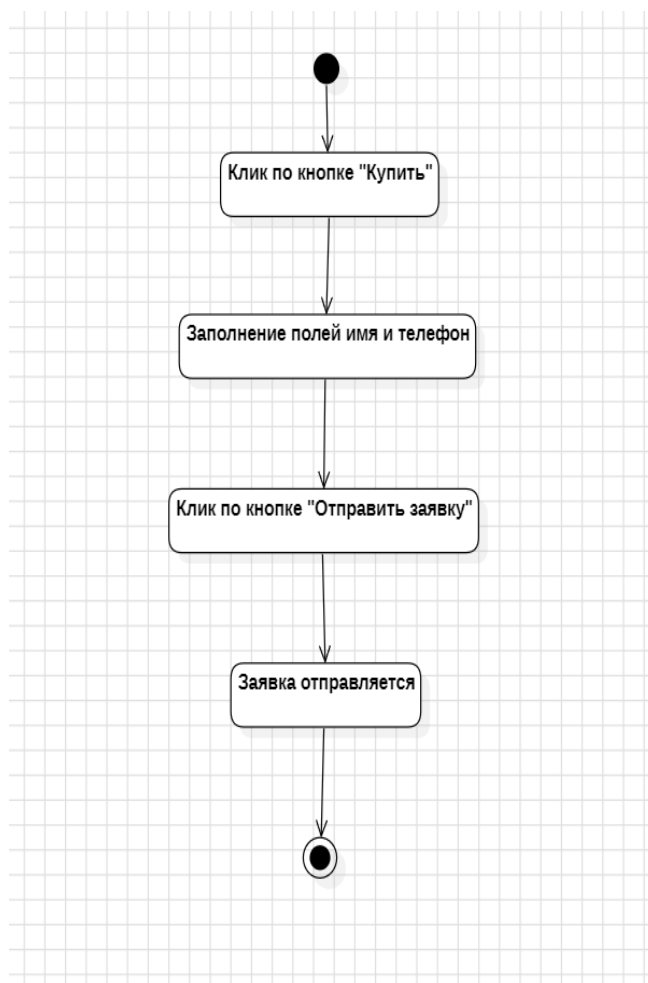 Клик по кнопке "Купить"
Заполнение полей имя и телефон
Клик по кнопке "Отправить заявку"
Заявка отправляется